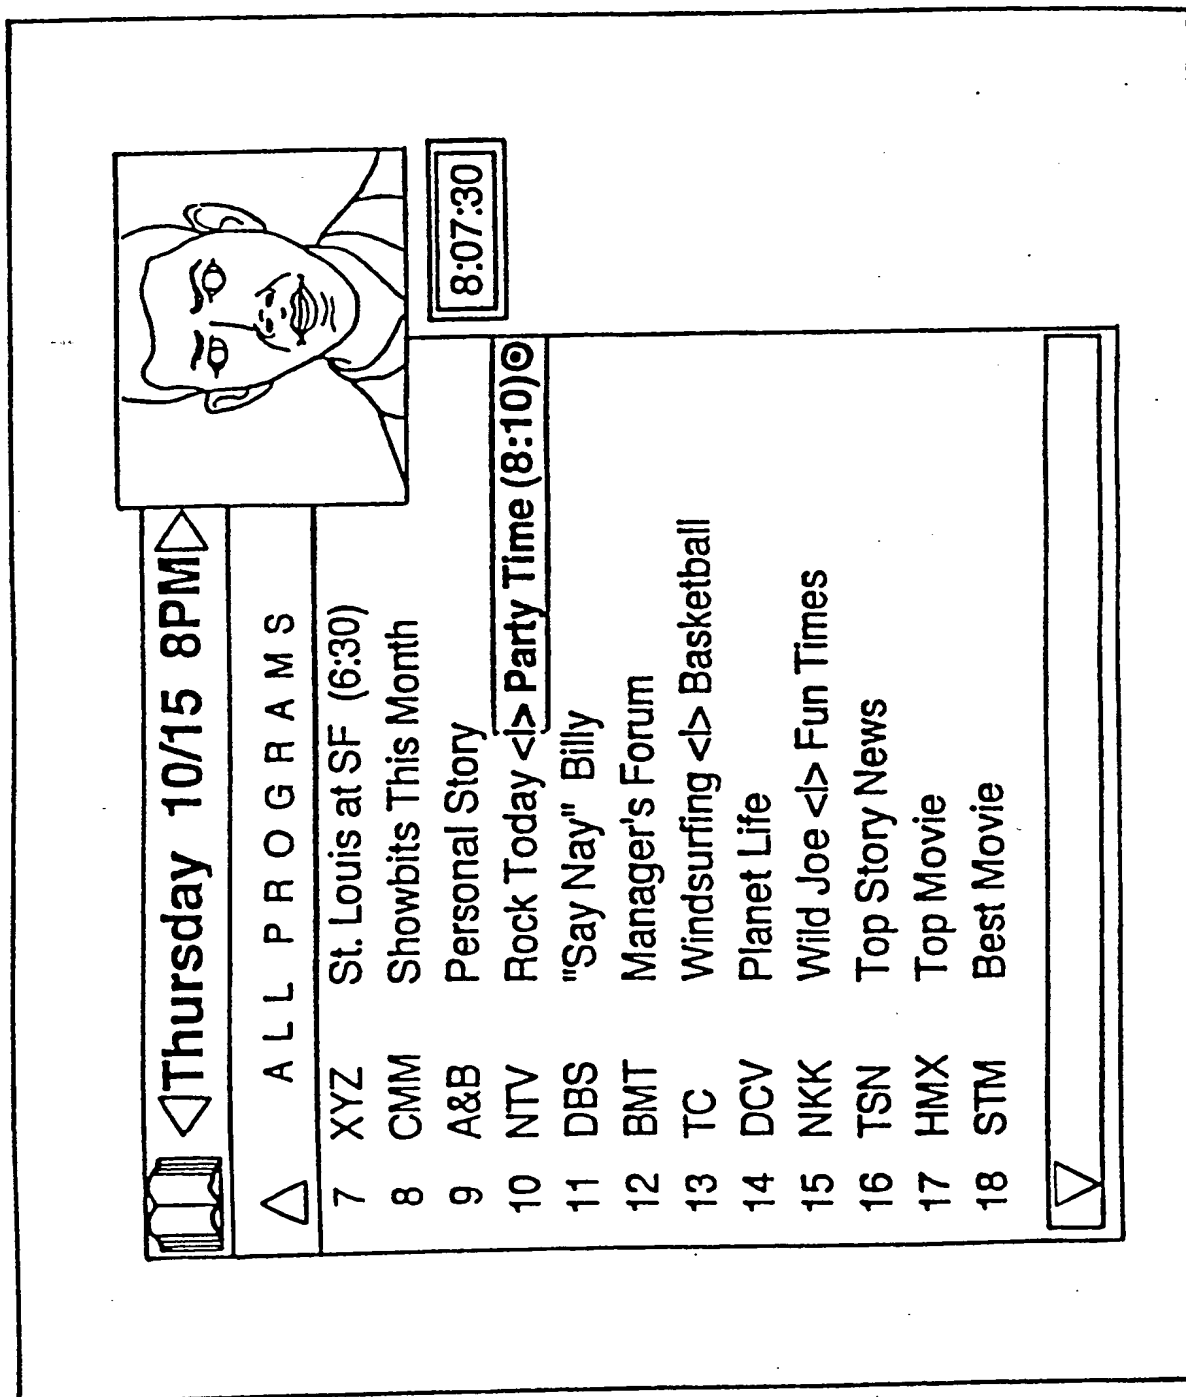 Thursday 10/15 8PM
ALL PROGRAMS
8:07:30
7 XYZ St. Louis at SF (6:30)
8 CMM Showbits This Month
9 A&B Personal Story
10 NTV Rock Today <|> Party Time (8:10)
11 DBS "Say Nay" Billy
12 BMT Manager's Forum
13 TC Windsurfing <|> Basketball
14 DCV Planet Life
15 NKK Wild Joe <|> Fun Times
16 TSN Top Story News
17 HMX Top Movie
18 STM Best Movie